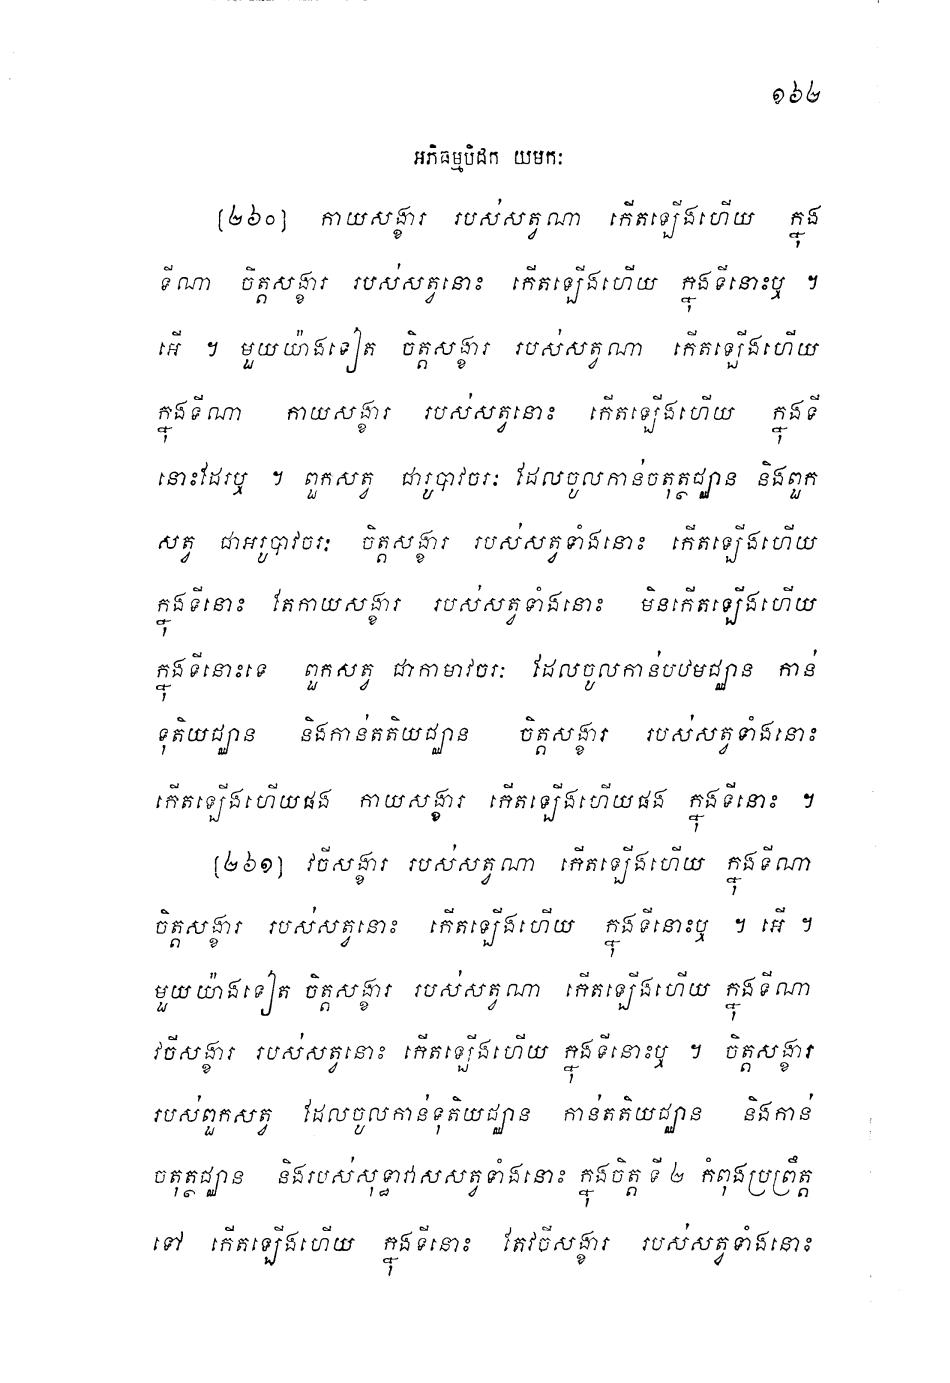 ១៦២
អភិធម្មបិដក យមកៈ
[២៦០] កាយសង្ខារ របស់សត្វណា កើតឡើងហើយ ក្នុង
ទីណា ចិត្តសង្ខារ របស់សត្វនោះ កើតឡើងហើយ ក្នុងទីនោះឬ ។
អើ ។ មួយយ៉ាងទៀត ចិត្តសង្ខារ របស់សត្វណា កើតឡើងហើយ
ក្នុងទីណា កាយសង្ខារ របស់សត្វនោះ កើតឡើងហើយ ក្នុងទី
នោះដែរឬ ។ ពួកសត្វ ជារូបាវចរៈ ដែលចូលកាន់ចតុត្ថជ្ឈាន និងពួក
សត្វ ជាអរូបាវចរៈ ចិត្តសង្ខារ របស់សត្វទាំងនោះ កើតឡើងហើយ
ក្នុងទីនោះ តែកាយសង្ខារ របស់សត្វទាំងនោះ មិនកើតឡើងហើយ
ក្នុងទីនោះទេ ពួកសត្វ ជាកាមាវចរៈ ដែលចូលកាន់បឋមជ្ឈាន កាន់
ទុតិយជ្ឈាន និងកាន់តតិយជ្ឈាន ចិត្តសង្ខារ របស់សត្វទាំងនោះ
កើតឡើងហើយផង កាយសង្ខារ កើតឡើងហើយផង ក្នុងទីនោះ ។
[២៦១] វចីសង្ខារ របស់សត្វណា កើតឡើងហើយ ក្នុងទីណា
ចិត្តសង្ខារ របស់សត្វនោះ កើតឡើងហើយ ក្នុងទីនោះឬ ។ អើ ។
មួយយ៉ាងទៀត ចិត្តសង្ខារ របស់សត្វណា កើតឡើងហើយ ក្នុងទីណា
វចីសង្ខារ របស់សត្វនោះ កើតឡើងហើយ ក្នុងទីនោះឬ ។ ចិត្តសង្ខារ
របស់ពួកសត្វ ដែលចូលកាន់ទុតិយជ្ឈាន កាន់តតិយជ្ឈាន និងកាន់
ចតុត្ថជ្ឈាន និងរបស់សុទ្ធាវាសសត្វទាំងនោះ ក្នុងចិត្ត ទី ២ កំពុងប្រព្រឹត្ត
ទៅ កើតឡើងហើយ ក្នុងទីនោះ តែវចីសង្ខារ របស់សត្វទាំងនោះ